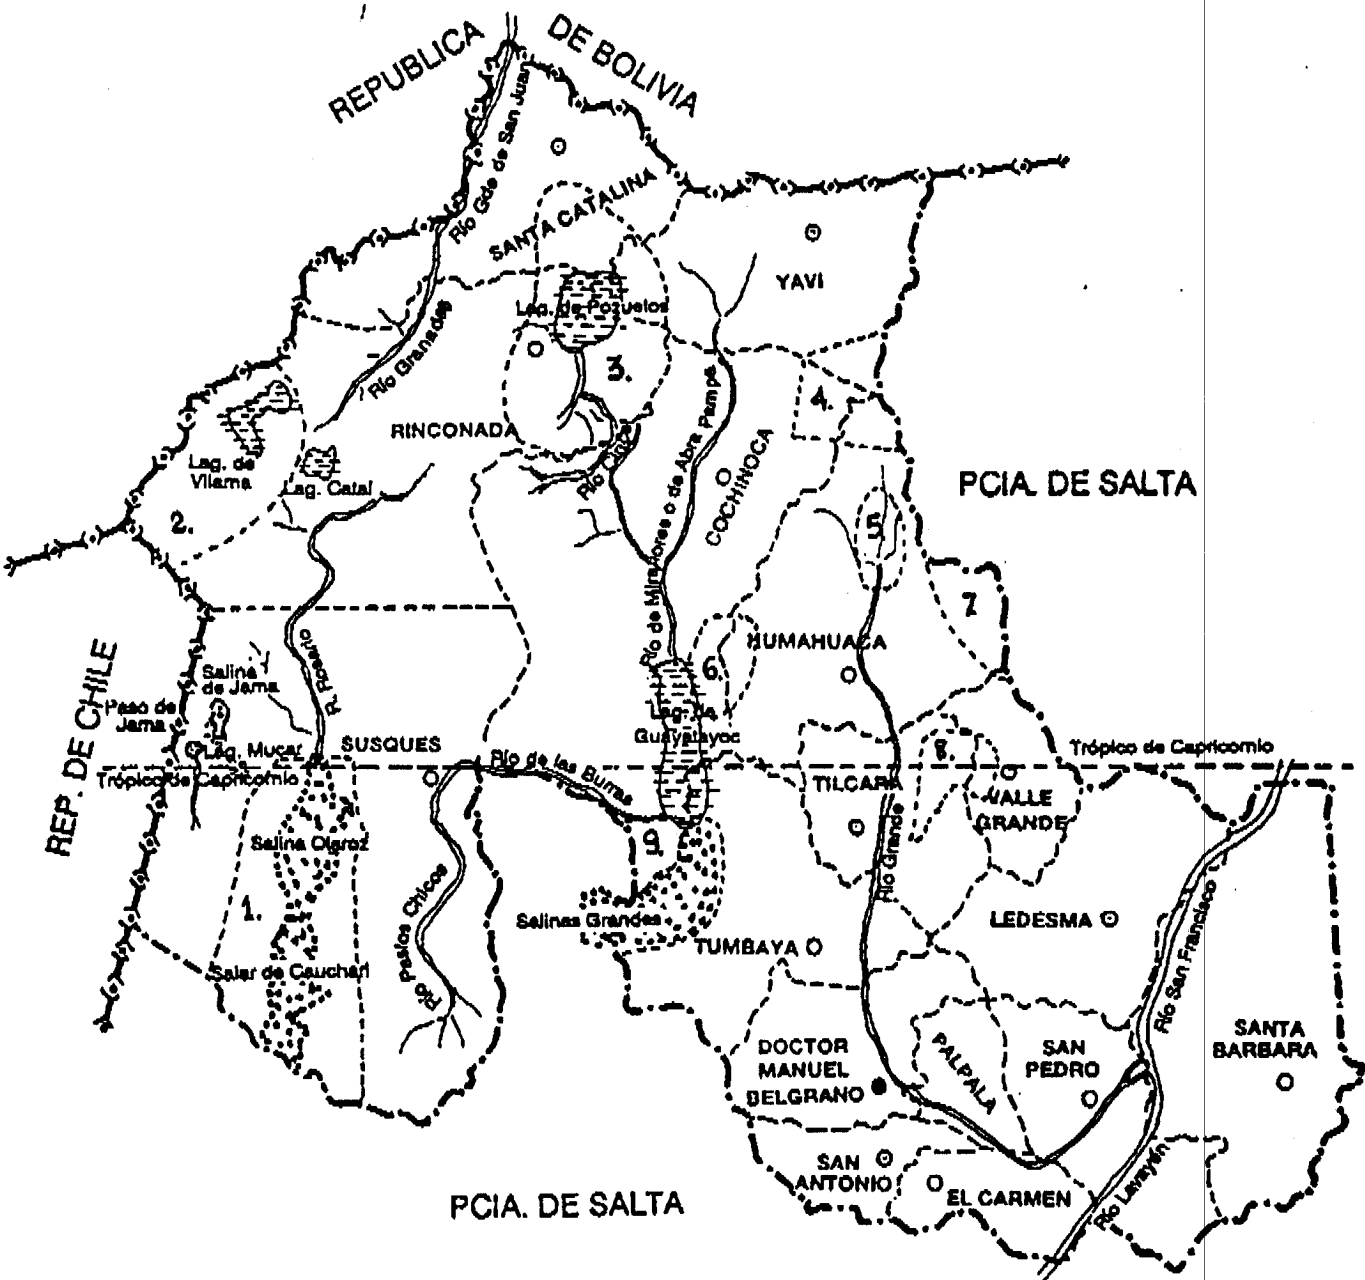 REPUBLICA DE BOLIVIA
Río Gde de San Juan
SANTA CATALINA
YAVI
Lag. de Pozuelos
Río Granadas
3.
4.
RINCONADA
Río de Miraflores o de Abra Pampa
COCHINOCA
PCIA. DE SALTA
Lag. de
Vilama
Lag. Catal
Río Cincel
2.
5
7
R. Rosario
HUMAHUACA
6.
REP. DE CHILE
Salina
de Jama
Paso de
Jama
Lag. Mucar
SUSQUES
Lag. de
Guayatayoc
8
Trópico de Capricornio
Trópico de Capricornio
Río de las Burras
TILCARA
VALLE
GRANDE
Río Grande
Salina Olaroz
9
1.
Río Pastos Chicos
Salinas Grandes
TUMBAYA
LEDESMA
Río San Francisco
Salar de Cauchari
DOCTOR
MANUEL
BELGRANO
PALPALA
SAN
PEDRO
SANTA
BARBARA
SAN
ANTONIO
EL CARMEN
Río Lavayén
PCIA. DE SALTA